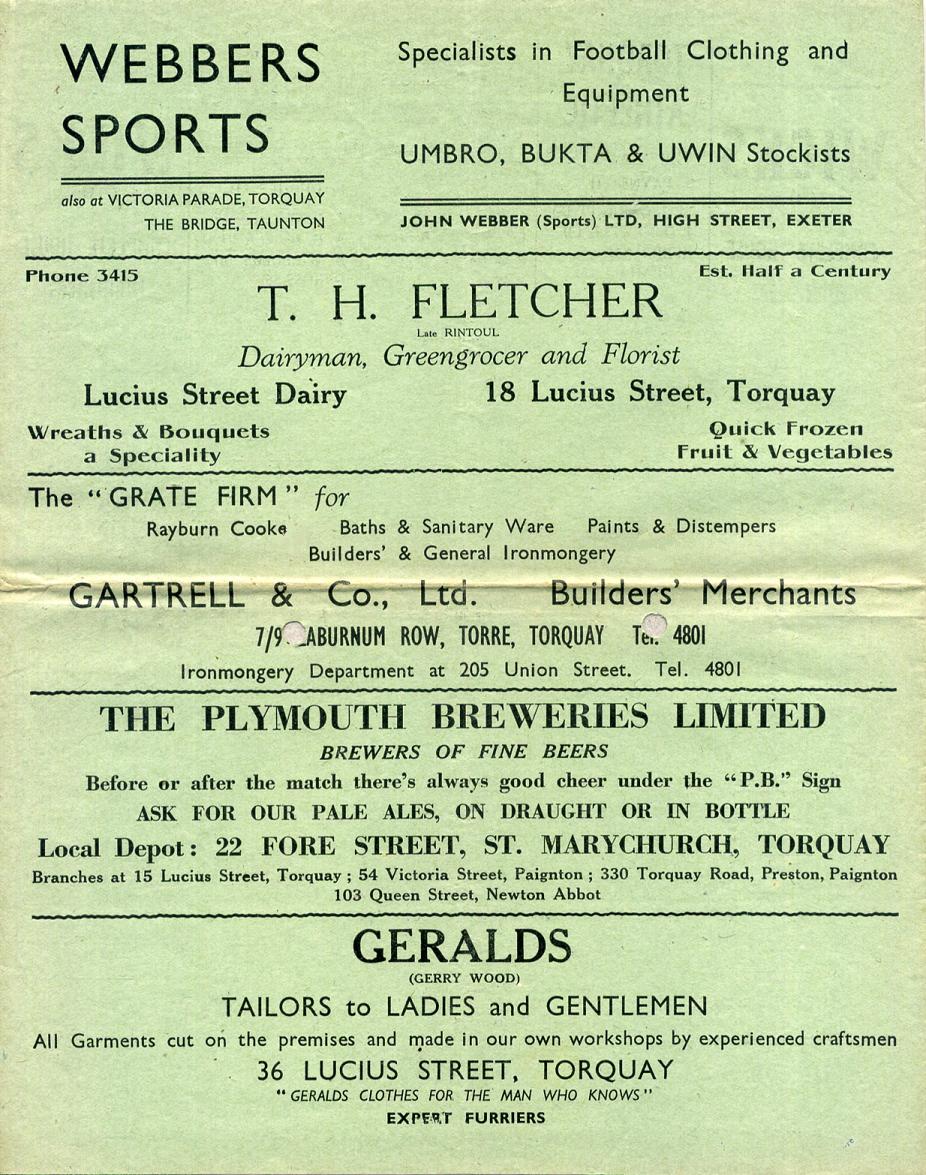 WEBBERS
SPORTS
also at VICTORIA PARADE, TORQUAY
THE BRIDGE, TAUNTON
Specialists in Football Clothing and
Equipment
UMBRO, BUKTA & UWIN Stockists
JOHN WEBBER (Sports) LTD, HIGH STREET, EXETER
Phone 3415
Est. Half a Century
T. H. FLETCHER
Late RINTOUL
Dairyman, Greengrocer and Florist
Lucius Street Dairy 18 Lucius Street, Torquay
Wreaths & Bouquets
a Speciality
Quick Frozen
Fruit & Vegetables
The "GRATE FIRM" for
Rayburn Cooke Baths & Sanitary Ware Paints & Distempers
Builders' & General Ironmongery
GARTRELL & Co., Ltd. Builders' Merchants
7/9 ABURNUM ROW, TORRE, TORQUAY Tel. 4801
Ironmongery Department at 205 Union Street. Tel. 4801
THE PLYMOUTH BREWERIES LIMITED
BREWERS OF FINE BEERS
Before or after the match there's always good cheer under the "P.B." Sign
ASK FOR OUR PALE ALES, ON DRAUGHT OR IN BOTTLE
Local Depot: 22 FORE STREET, ST. MARYCHURCH, TORQUAY
Branches at 15 Lucius Street, Torquay; 54 Victoria Street, Paignton; 330 Torquay Road, Preston, Paignton
103 Queen Street, Newton Abbot
GERALDS
(GERRY WOOD)
TAILORS to LADIES and GENTLEMEN
All Garments cut on the premises and made in our own workshops by experienced craftsmen
36 LUCIUS STREET, TORQUAY
"GERALDS CLOTHES FOR THE MAN WHO KNOWS"
EXPERT FURRIERS